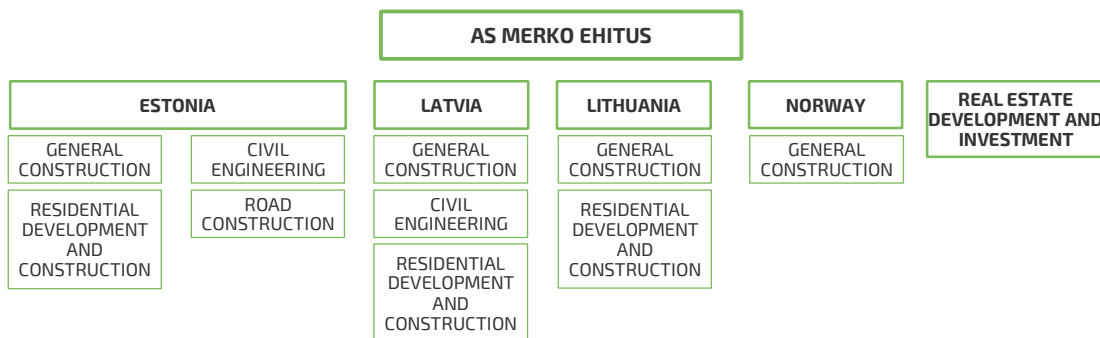 AS MERKO EHITUS
ESTONIA
GENERAL
CONSTRUCTION
RESIDENTIAL
DEVELOPMENT
AND
CONSTRUCTION
CIVIL
ENGINEERING
ROAD
CONSTRUCTION
LATVIA
GENERAL
CONSTRUCTION
CIVIL
ENGINEERING
RESIDENTIAL
DEVELOPMENT
AND
CONSTRUCTION
LITHUANIA
GENERAL
CONSTRUCTION
RESIDENTIAL
DEVELOPMENT
AND
CONSTRUCTION
NORWAY
GENERAL
CONSTRUCTION
REAL ESTATE
DEVELOPMENT AND
INVESTMENT